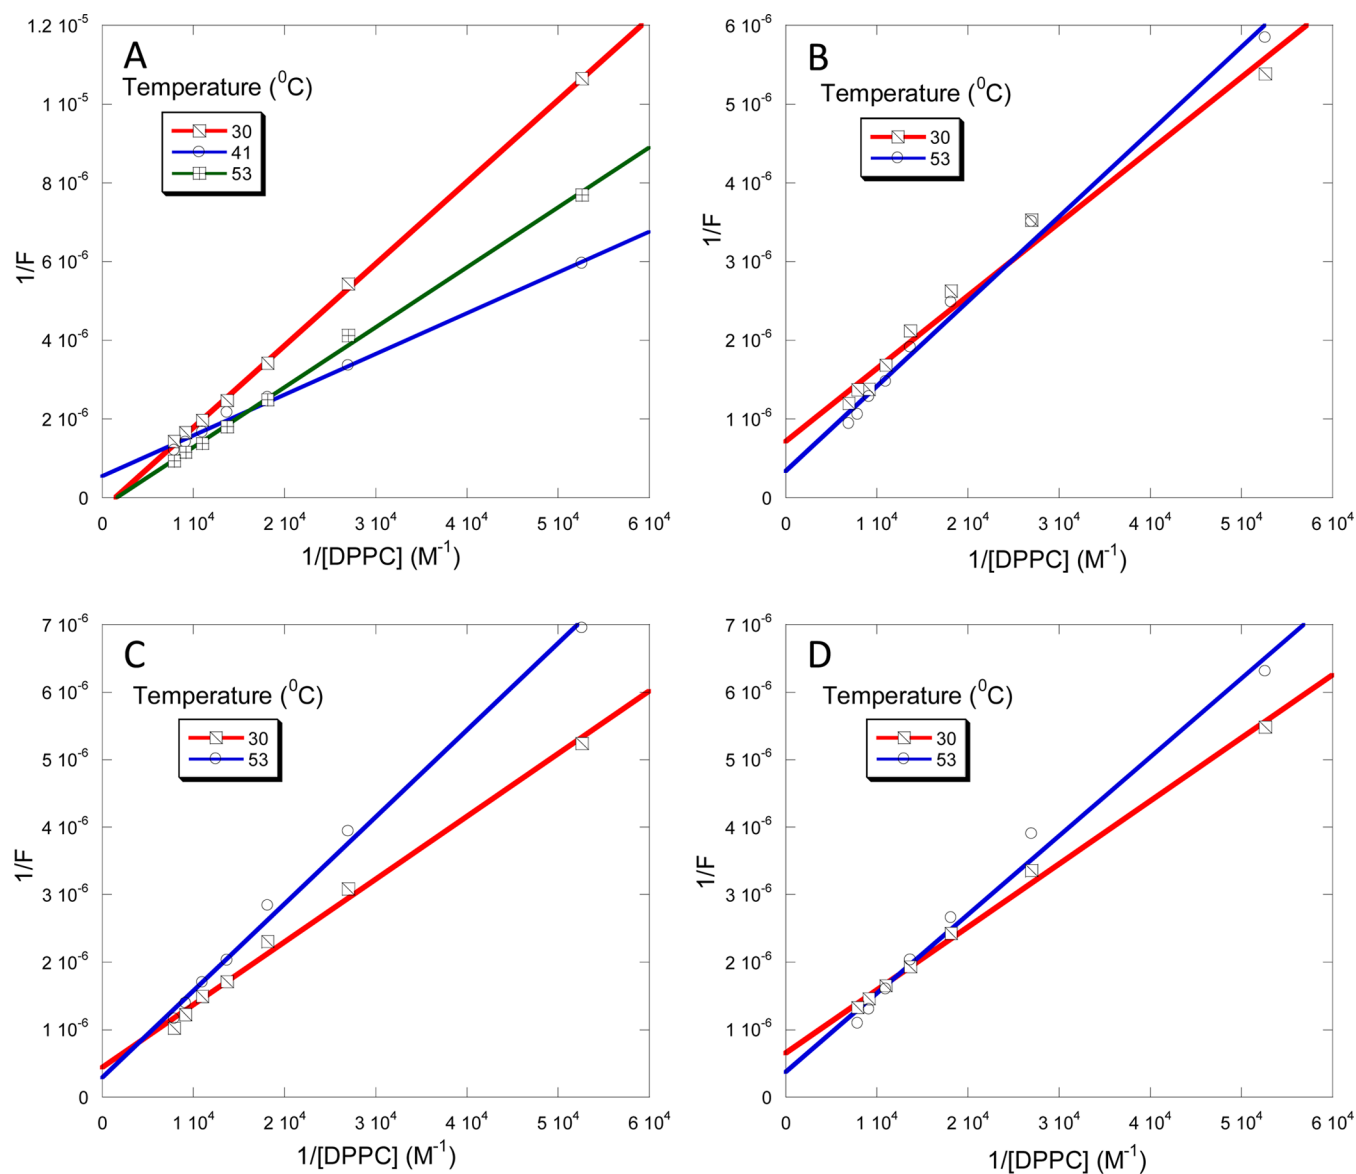 A
Temperature (⁰C)
30
41
53
1.2 10⁻⁵
1 10⁻⁵
8 10⁻⁶
6 10⁻⁶
4 10⁻⁶
2 10⁻⁶
0
1/F
0 1 10⁴ 2 10⁴ 3 10⁴ 4 10⁴ 5 10⁴ 6 10⁴
1/[DPPC] (M⁻¹)
B
Temperature (⁰C)
30
53
6 10⁻⁶
5 10⁻⁶
4 10⁻⁶
3 10⁻⁶
2 10⁻⁶
1 10⁻⁶
0
1/F
0 1 10⁴ 2 10⁴ 3 10⁴ 4 10⁴ 5 10⁴ 6 10⁴
1/[DPPC] (M⁻¹)
C
Temperature (⁰C)
30
53
7 10⁻⁶
6 10⁻⁶
5 10⁻⁶
4 10⁻⁶
3 10⁻⁶
2 10⁻⁶
1 10⁻⁶
0
1/F
0 1 10⁴ 2 10⁴ 3 10⁴ 4 10⁴ 5 10⁴ 6 10⁴
1/[DPPC] (M⁻¹)
D
Temperature (⁰C)
30
53
7 10⁻⁶
6 10⁻⁶
5 10⁻⁶
4 10⁻⁶
3 10⁻⁶
2 10⁻⁶
1 10⁻⁶
0
1/F
0 1 10⁴ 2 10⁴ 3 10⁴ 4 10⁴ 5 10⁴ 6 10⁴
1/[DPPC] (M⁻¹)